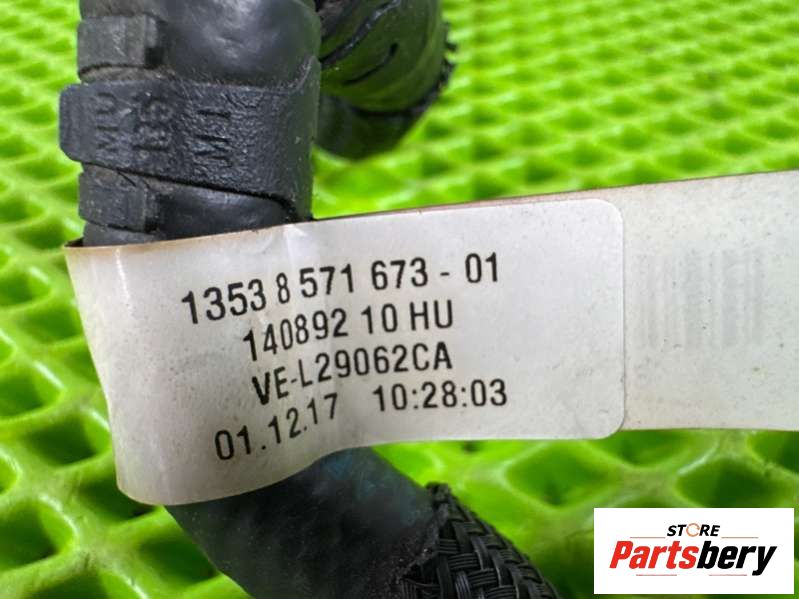 1353 8 571 673 - 01
140892 10 HU
VE-L29062CA
01.12.17 10:28:03
STORE
Partsbery